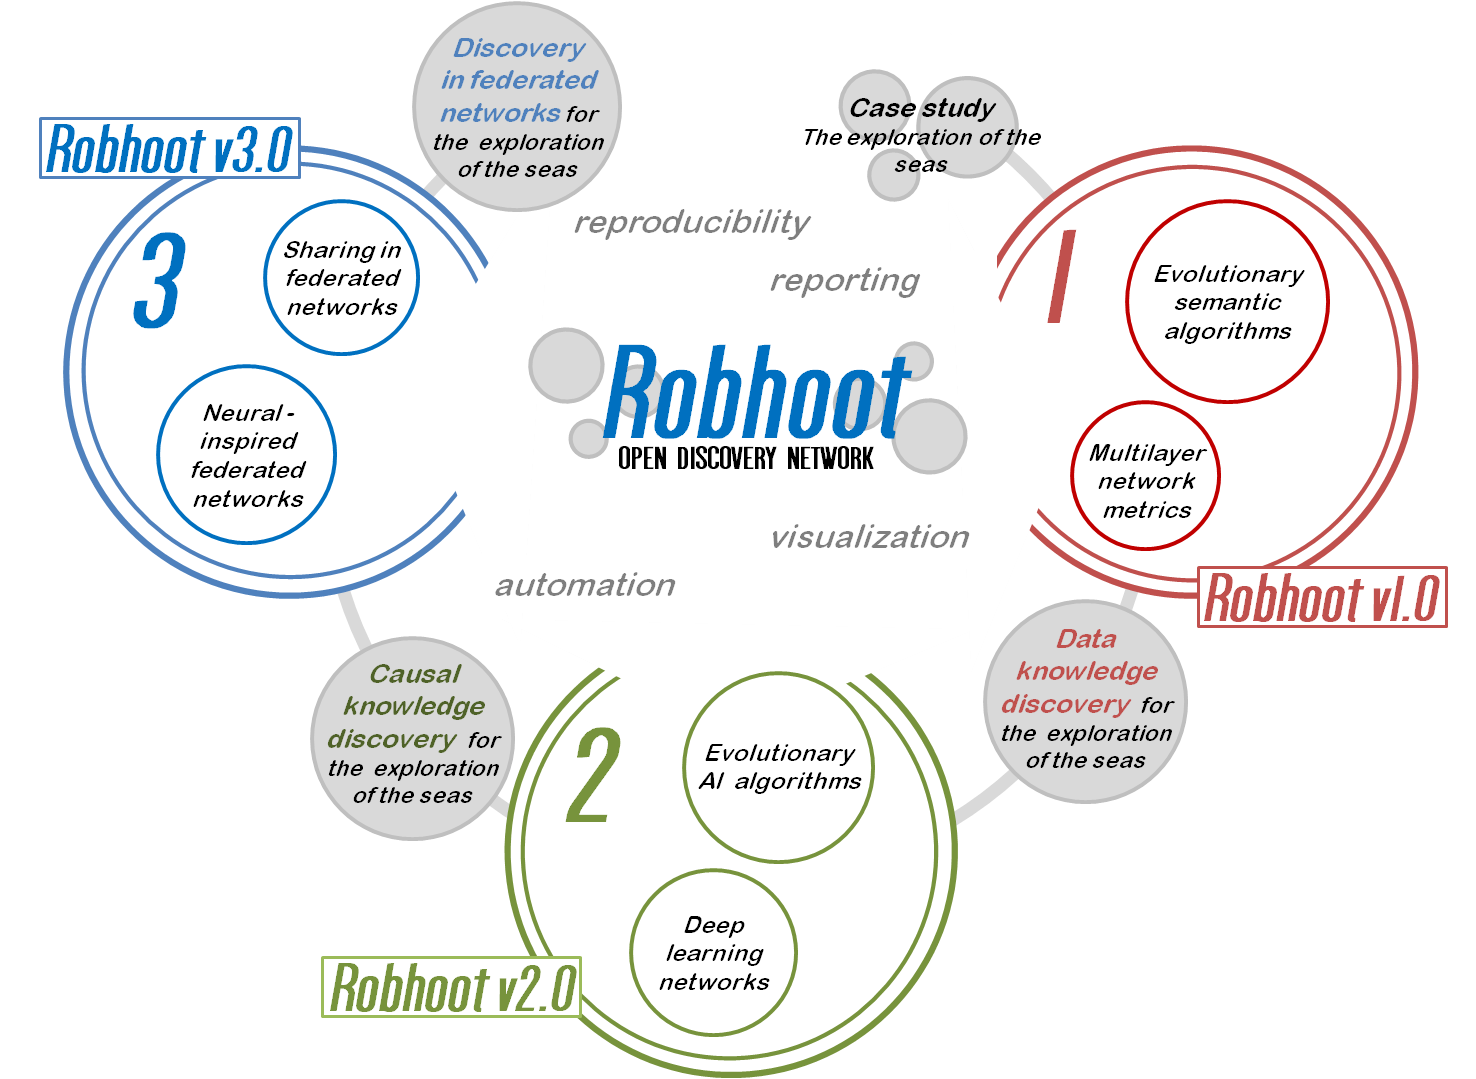 Discovery
in federated
networks for
the exploration
of the seas
Case study
The exploration of the
seas
Robhoot v3.0
3
Sharing in
federated
networks
Neural -
inspired
federated
networks
reproducibility
reporting
Robhoot
OPEN DISCOVERY NETWORK
visualization
automation
1
Evolutionary
semantic
algorithms
Multilayer
network
metrics
Robhoot v1.0
Data
knowledge
discovery for
the exploration
of the seas
Causal
knowledge
discovery for
the exploration
of the seas
2
Evolutionary
AI algorithms
Deep
learning
networks
Robhoot v2.0